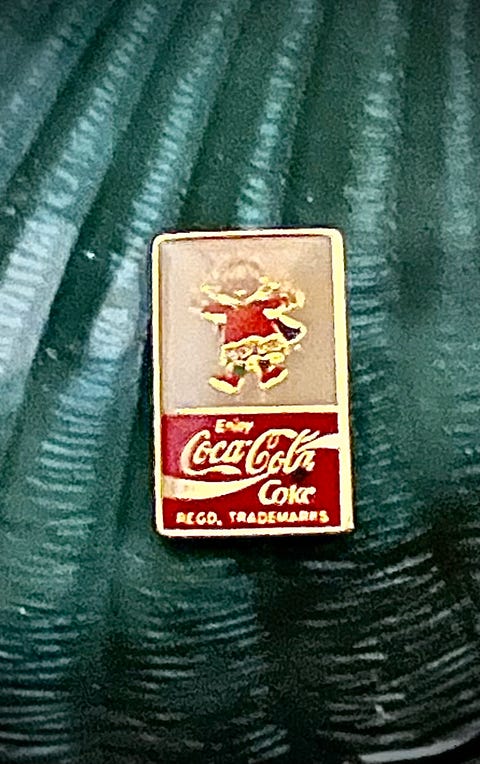 Enjoy
Coca-Cola
Coke
REGD. TRADEMARKS